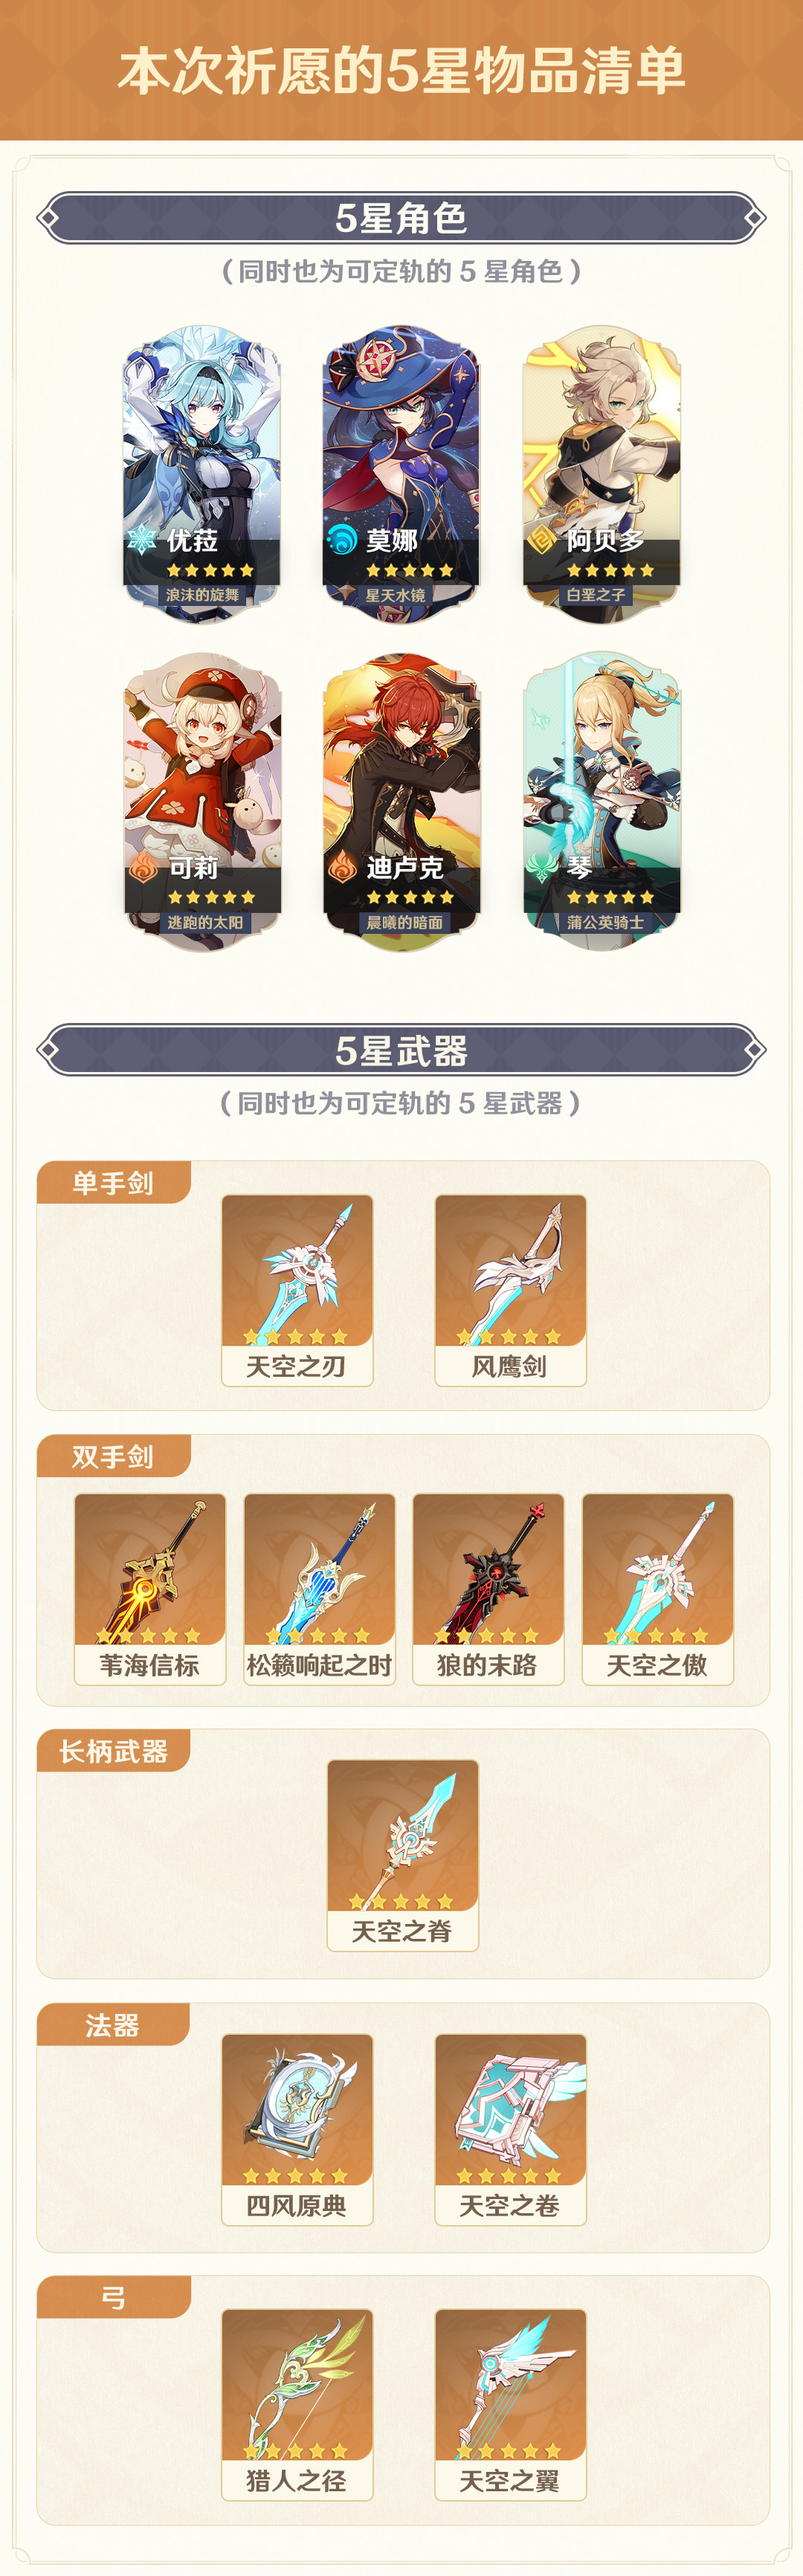 本次祈愿的5星物品清单
5星角色
（同时也为可定轨的 5 星角色）
优菈
浪沫的旋舞
莫娜
星天水镜
阿贝多
白垩之子
可莉
逃跑的太阳
迪卢克
晨曦的暗面
琴
蒲公英骑士
5星武器
（同时也为可定轨的 5 星武器）
单手剑
天空之刃
风鹰剑
双手剑
苇海信标
松籁响起之时
狼的末路
天空之傲
长柄武器
天空之脊
法器
四风原典
天空之卷
弓
猎人之径
天空之翼